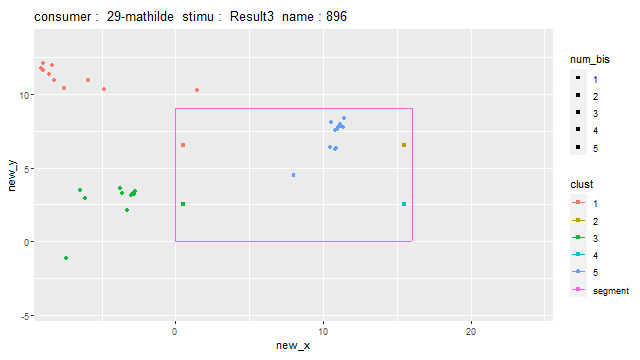 consumer :  29-mathilde  stimu :  Result3  name : 896
new_y
10
5
0
-5
0
10
20
new_x
num_bis
1
2
3
4
5
clust
1
2
3
4
5
segment